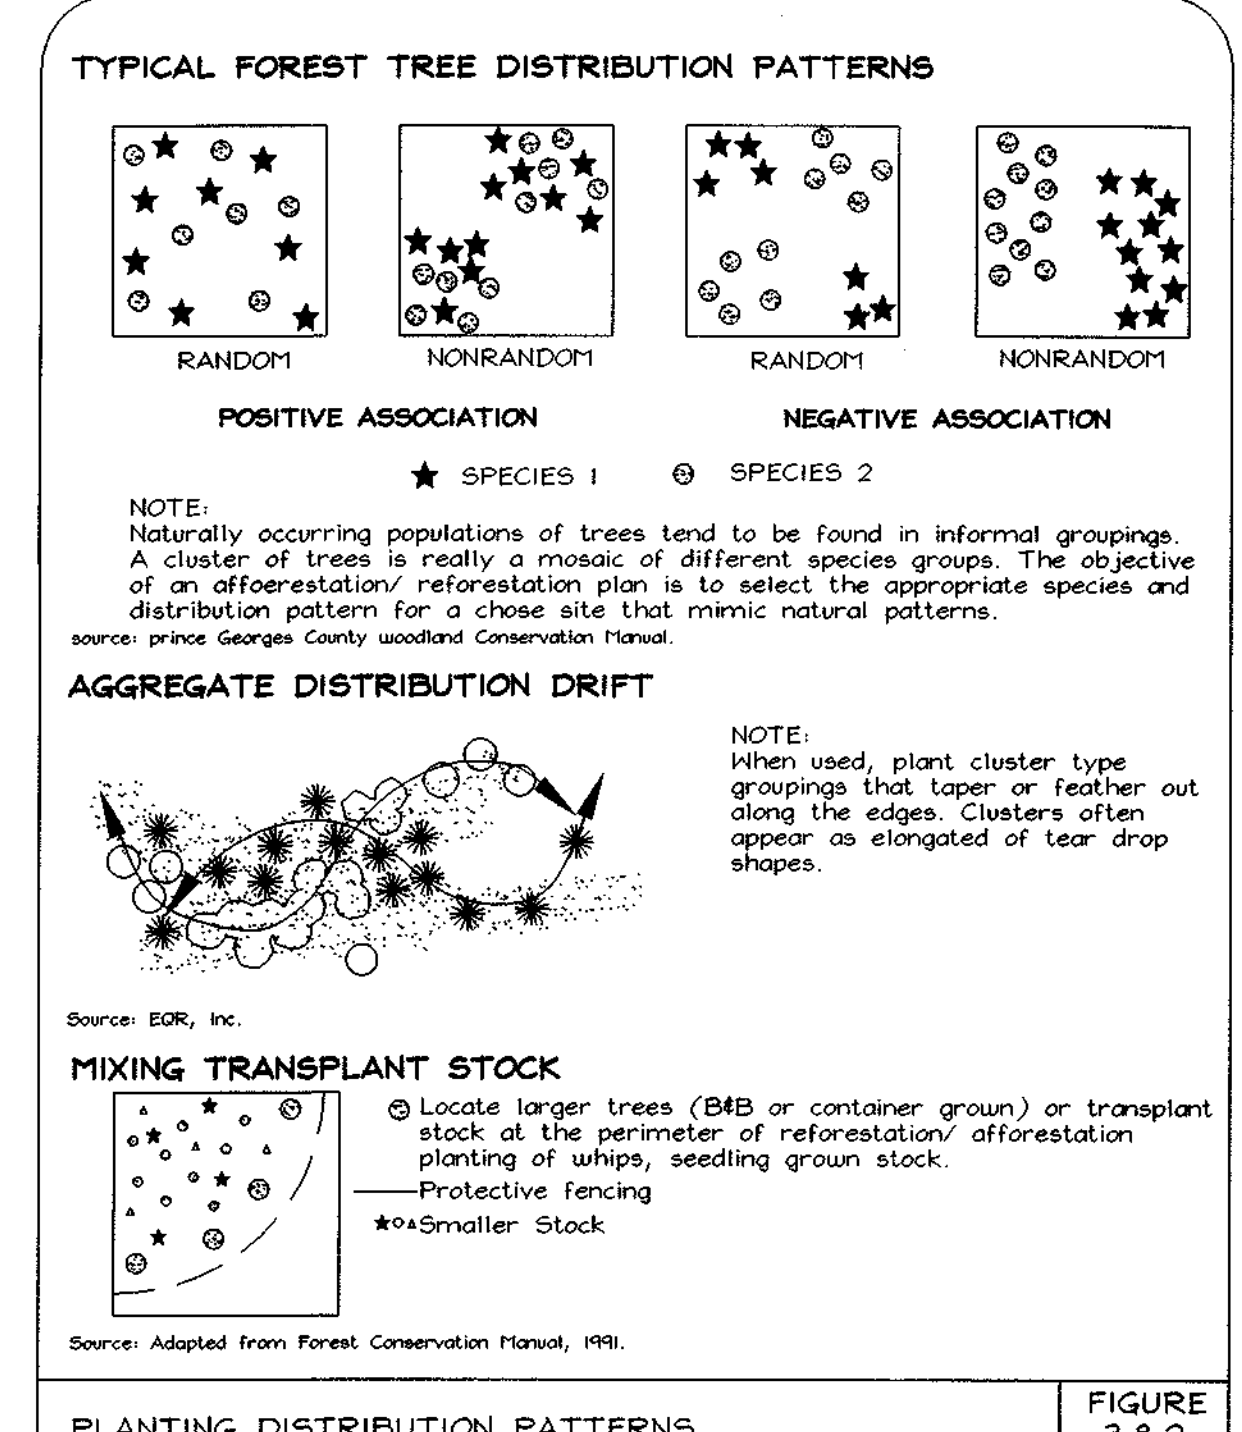 TYPICAL FOREST TREE DISTRIBUTION PATTERNS
RANDOM NONRANDOM RANDOM NONRANDOM
POSITIVE ASSOCIATION NEGATIVE ASSOCIATION
SPECIES 1 SPECIES 2
NOTE:
Naturally occurring populations of trees tend to be found in informal groupings.
A cluster of trees is really a mosaic of different species groups. The objective
of an affoerestation/ reforestation plan is to select the appropriate species and
distribution pattern for a chose site that mimic natural patterns.
source: prince Georges County woodland Conservation Manual.
AGGREGATE DISTRIBUTION DRIFT
NOTE:
When used, plant cluster type
groupings that taper or feather out
along the edges. Clusters often
appear as elongated of tear drop
shapes.
Source: EQR, Inc.
MIXING TRANSPLANT STOCK
Locate larger trees (B&B or container grown) or transplant
stock at the perimeter of reforestation/ afforestation
planting of whips, seedling grown stock.
Protective fencing
Smaller Stock
Source: Adapted from Forest Conservation Manual, 1991.
PLANTING DISTRIBUTION PATTERNS
FIGURE